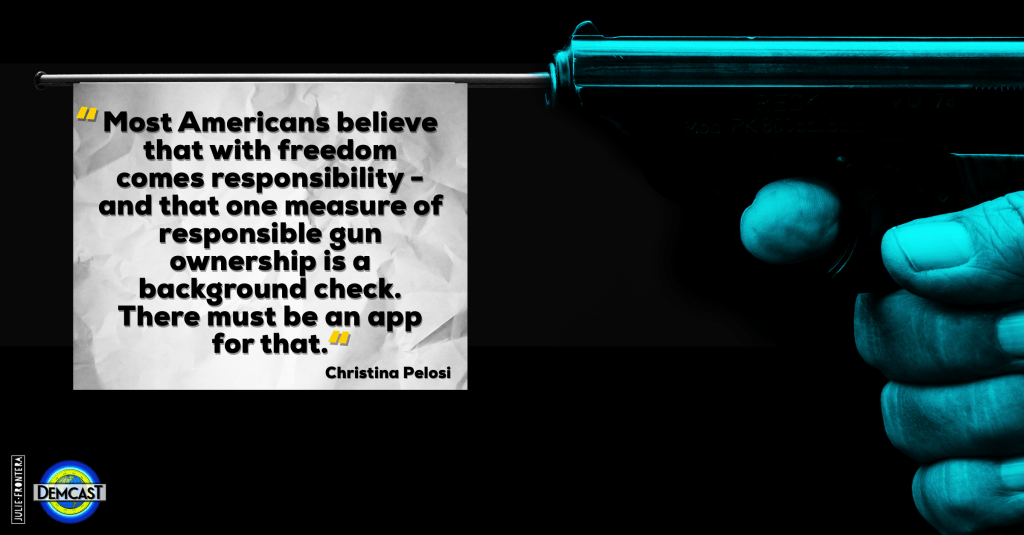 “Most Americans believe
that with freedom
comes responsibility -
and that one measure of
responsible gun
ownership is a
background check.
There must be an app
for that.”
Christina Pelosi
JULIE-FRONTERA
DEMCAST